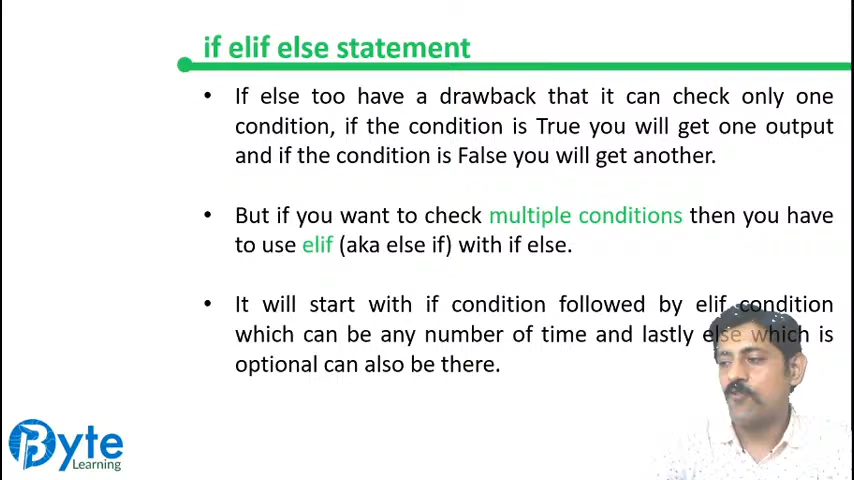 if elif else statement
• If else too have a drawback that it can check only one
condition, if the condition is True you will get one output
and if the condition is False you will get another.
• But if you want to check multiple conditions then you have
to use elif (aka else if) with if else.
• It will start with if condition followed by elif condition
which can be any number of time and lastly else which is
optional can also be there.
Byte
Learning